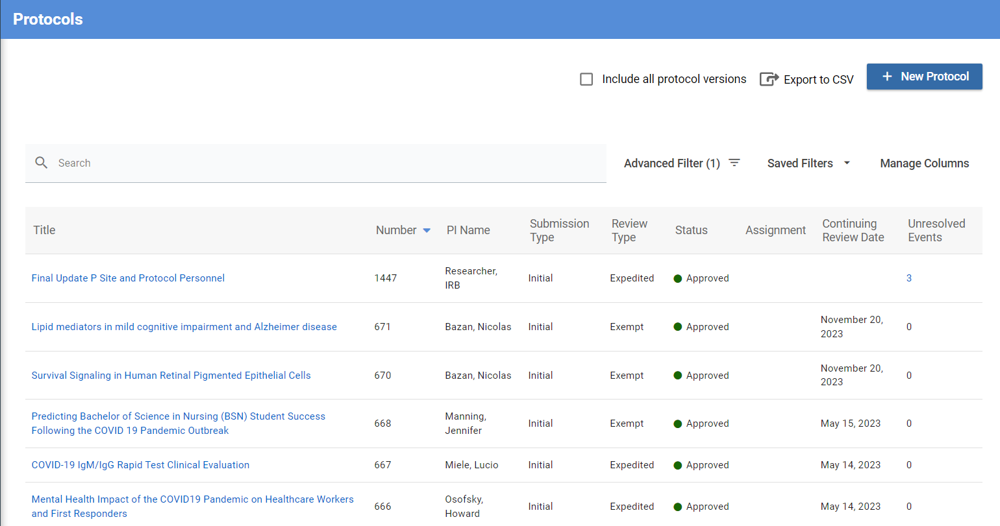 Protocols
Include all protocol versions
Export to CSV
+ New Protocol
Search
Advanced Filter (1)
Saved Filters
Manage Columns
Title
Number
PI Name
Submission
Type
Review
Type
Status
Assignment
Continuing
Review Date
Unresolved
Events
Final Update P Site and Protocol Personnel
1447
Researcher,
IRB
Initial
Expedited
Approved
3
Lipid mediators in mild cognitive impairment and Alzheimer disease
671
Bazan, Nicolas
Initial
Exempt
Approved
November 20,
2023
0
Survival Signaling in Human Retinal Pigmented Epithelial Cells
670
Bazan, Nicolas
Initial
Exempt
Approved
November 20,
2023
0
Predicting Bachelor of Science in Nursing (BSN) Student Success
Following the COVID 19 Pandemic Outbreak
668
Manning,
Jennifer
Initial
Exempt
Approved
May 15, 2023
0
COVID-19 IgM/IgG Rapid Test Clinical Evaluation
667
Miele, Lucio
Initial
Expedited
Approved
May 14, 2023
0
Mental Health Impact of the COVID19 Pandemic on Healthcare Workers
and First Responders
666
Osofsky,
Howard
Initial
Expedited
Approved
May 14, 2023
0